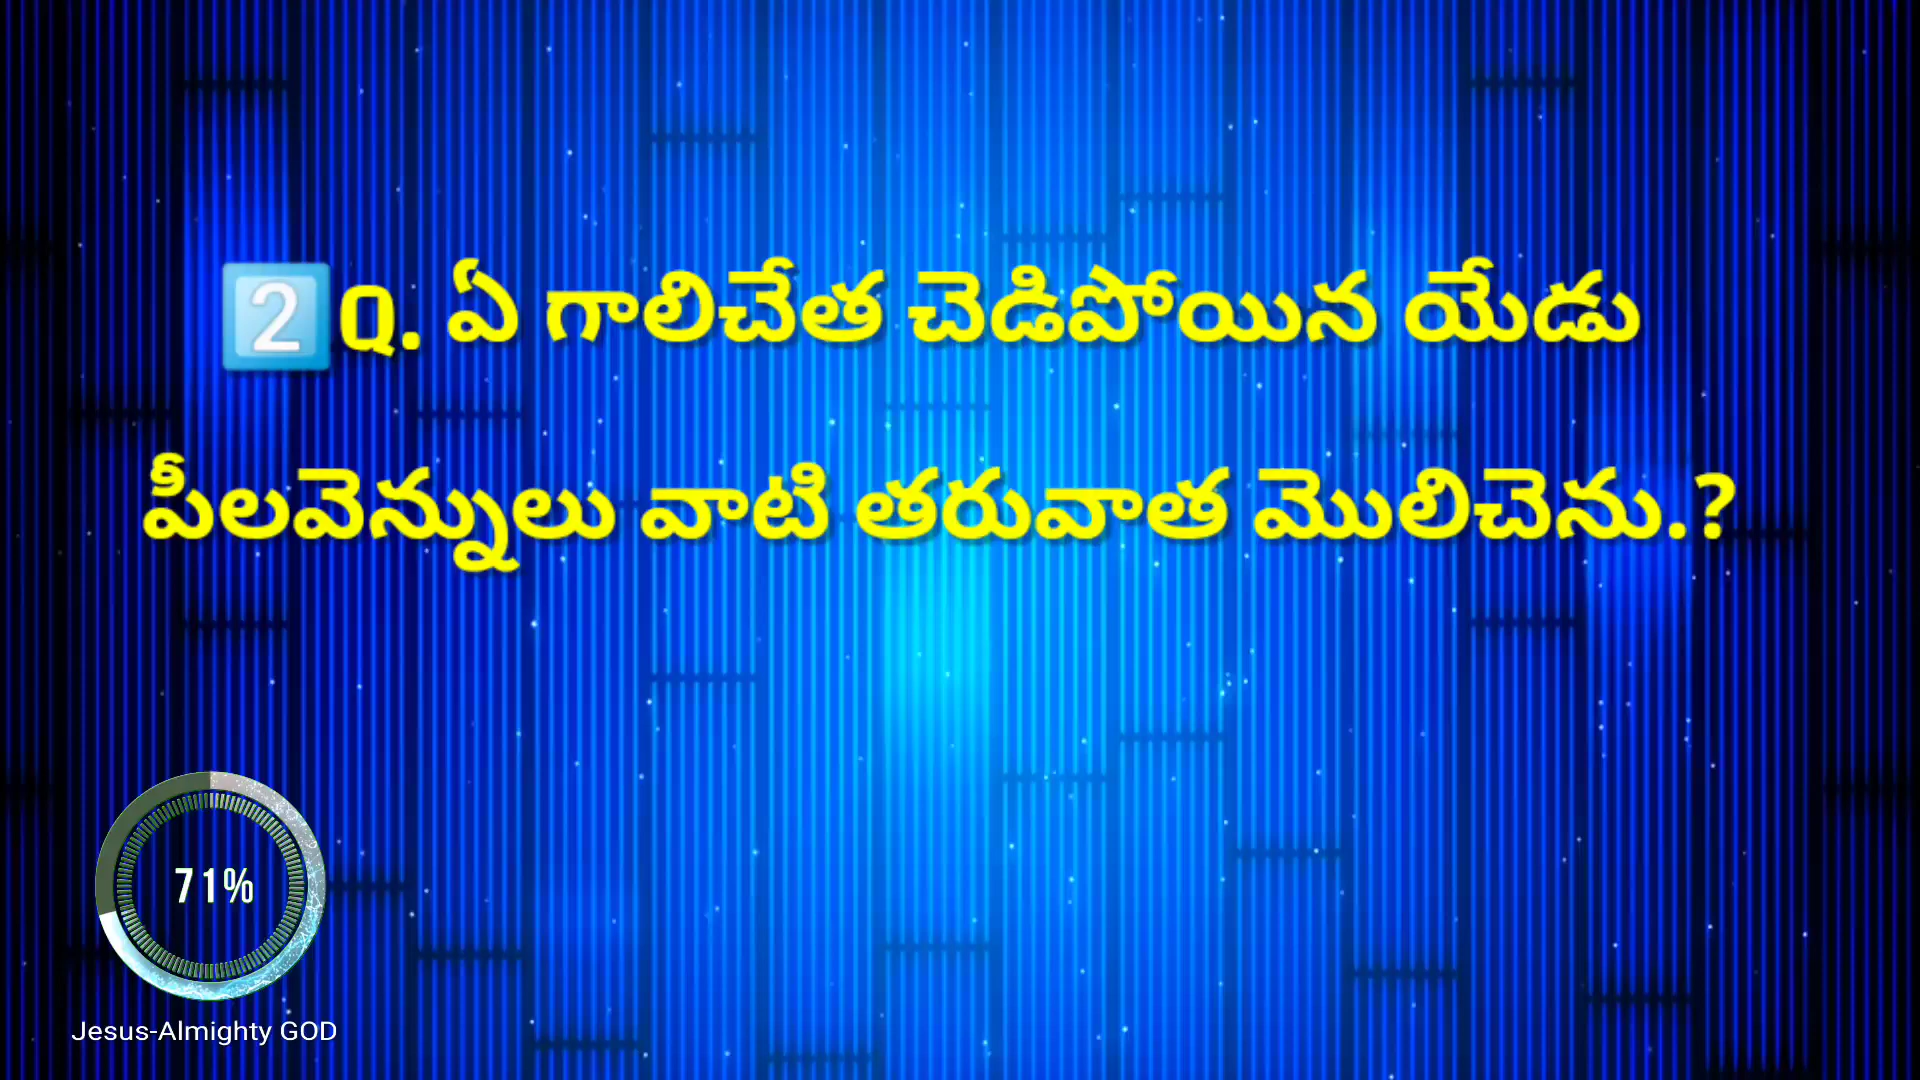 2 Q. ఏ గాలిచేత చెడిపోయిన యేడు
పీలవెన్నులు వాటి తరువాత మొలిచెను.?
71%
Jesus-Almighty GOD